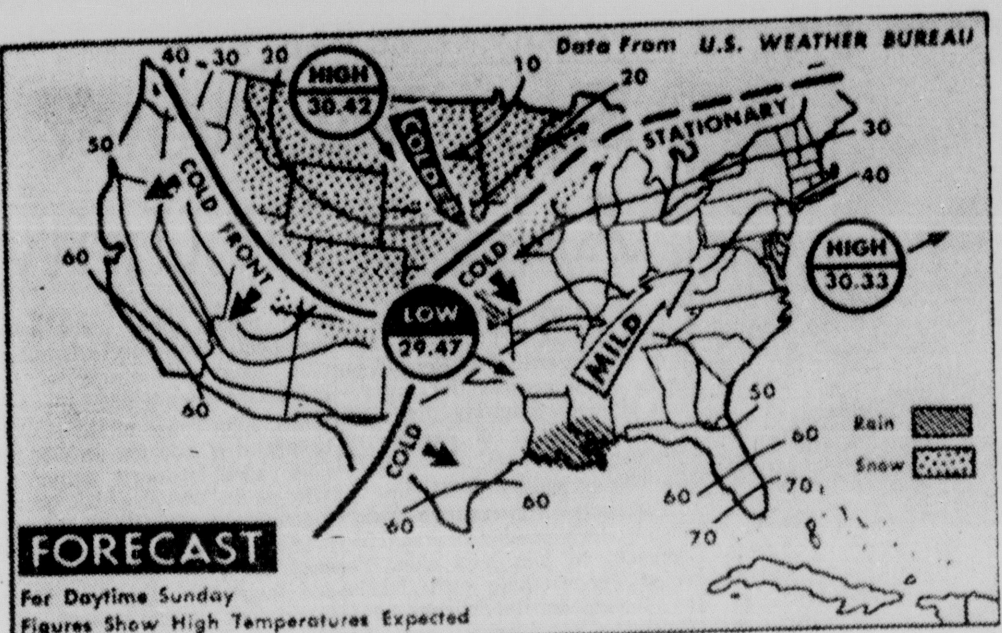 Data From U.S. WEATHER BUREAU
40 30 20
HIGH
30.42
10
20
COLDER
STATIONARY
30
50
COLD FRONT
40
60
COLD
HIGH
30.33
LOW
29.47
MILD
60
COLD
50
60
Rain
Snow
60
60
60
70
70
FORECAST
For Daytime Sunday
Figures Show High Temperatures Expected